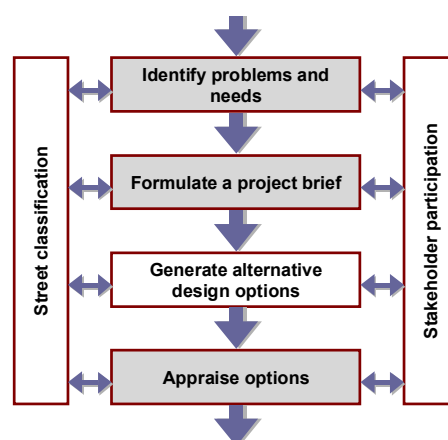 Identify problems and
needs
Formulate a project brief
Generate alternative
design options
Appraise options
Street classification
Stakeholder participation